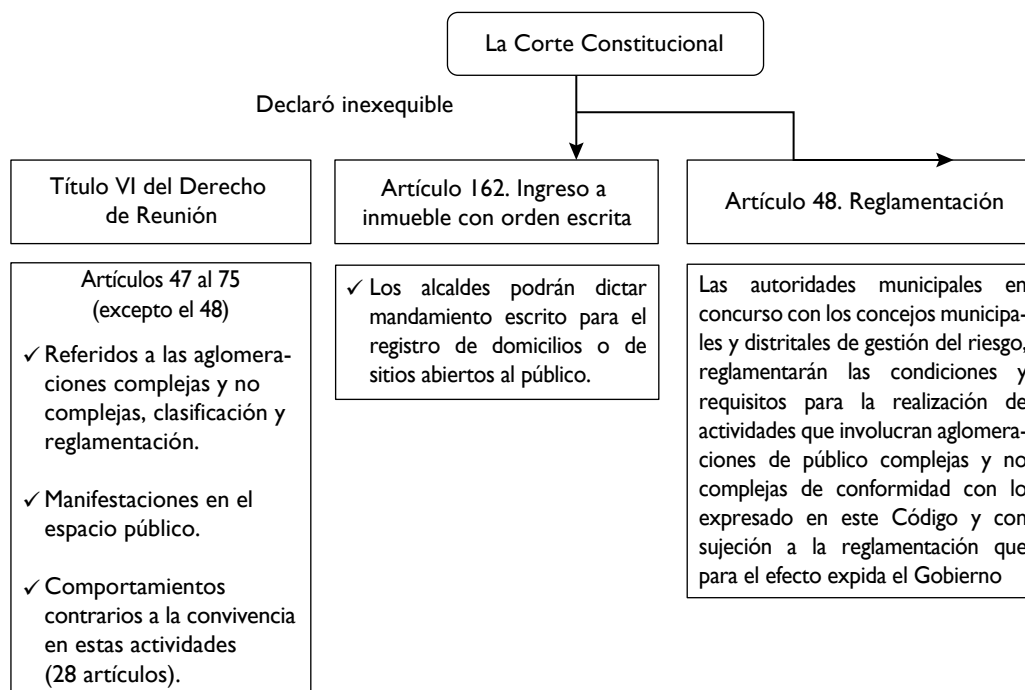 La Corte Constitucional
Declaró inexequible
Título VI del Derecho
de Reunión
Artículos 47 al 75
(excepto el 48)
✓ Referidos a las aglomera-
ciones complejas y no
complejas, clasificación y
reglamentación.
✓ Manifestaciones en el
espacio público.
✓ Comportamientos
contrarios a la convivencia
en estas actividades
(28 artículos).
Artículo 162. Ingreso a
inmueble con orden escrita
✓ Los alcaldes podrán dictar
mandamiento escrito para el
registro de domicilios o de
sitios abiertos al público.
Artículo 48. Reglamentación
Las autoridades municipales en
concurso con los concejos municipa-
les y distritales de gestión del riesgo,
reglamentarán las condiciones y
requisitos para la realización de
actividades que involucran aglomera-
ciones de público complejas y no
complejas de conformidad con lo
expresado en este Código y con
sujeción a la reglamentación que
para el efecto expida el Gobierno